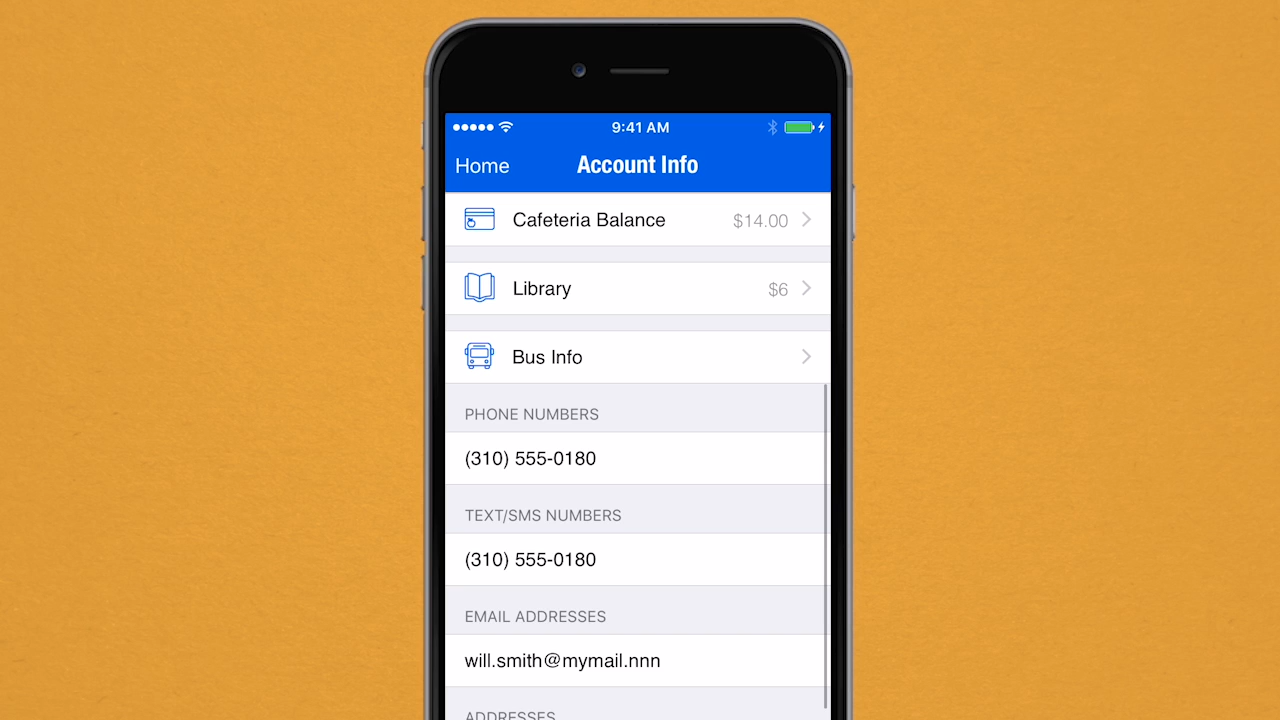 9:41 AM
Home Account Info
Cafeteria Balance $14.00
Library $6
Bus Info
PHONE NUMBERS
(310) 555-0180
TEXT/SMS NUMBERS
(310) 555-0180
EMAIL ADDRESSES
will.smith@mymail.nnn
ADDRESSES